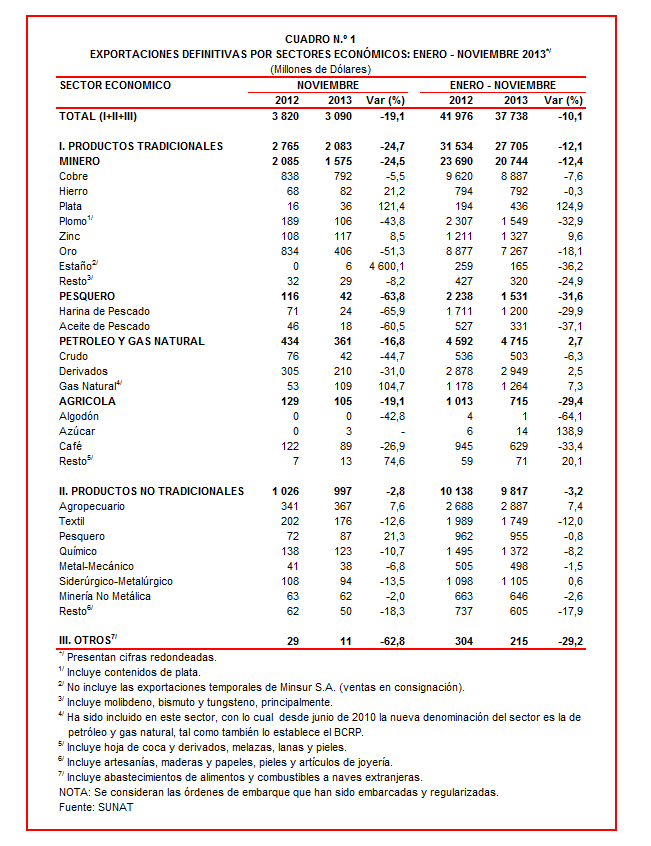 CUADRO N.º 1
EXPORTACIONES DEFINITIVAS POR SECTORES ECONÓMICOS: ENERO - NOVIEMBRE 2013*/
(Millones de Dólares)
SECTOR ECONOMICO NOVIEMBRE ENERO - NOVIEMBRE
2012 2013 Var (%) 2012 2013 Var (%)
TOTAL (I+II+III) 3 820 3 090 -19,1 41 976 37 738 -10,1
I. PRODUCTOS TRADICIONALES 2 765 2 083 -24,7 31 534 27 705 -12,1
MINERO 2 085 1 575 -24,5 23 690 20 744 -12,4
Cobre 838 792 -5,5 9 620 8 887 -7,6
Hierro 68 82 21,2 794 792 -0,3
Plata 16 36 121,4 194 436 124,9
Plomo1/ 189 106 -43,8 2 307 1 549 -32,9
Zinc 108 117 8,5 1 211 1 327 9,6
Oro 834 406 -51,3 8 877 7 267 -18,1
Estaño2/ 0 6 4 600,1 259 165 -36,2
Resto3/ 32 29 -8,2 427 320 -24,9
PESQUERO 116 42 -63,8 2 238 1 531 -31,6
Harina de Pescado 71 24 -65,9 1 711 1 200 -29,9
Aceite de Pescado 46 18 -60,5 527 331 -37,1
PETROLEO Y GAS NATURAL 434 361 -16,8 4 592 4 715 2,7
Crudo 76 42 -44,7 536 503 -6,3
Derivados 305 210 -31,0 2 878 2 949 2,5
Gas Natural4/ 53 109 104,7 1 178 1 264 7,3
AGRICOLA 129 105 -19,1 1 013 715 -29,4
Algodón 0 0 -42,8 4 1 -64,1
Azúcar 0 3 - 6 14 138,9
Café 122 89 -26,9 945 629 -33,4
Resto5/ 7 13 74,6 59 71 20,1
II. PRODUCTOS NO TRADICIONALES 1 026 997 -2,8 10 138 9 817 -3,2
Agropecuario 341 367 7,6 2 688 2 887 7,4
Textil 202 176 -12,6 1 989 1 749 -12,0
Pesquero 72 87 21,3 962 955 -0,8
Químico 138 123 -10,7 1 495 1 372 -8,2
Metal-Mecánico 41 38 -6,8 505 498 -1,5
Siderúrgico-Metalúrgico 108 94 -13,5 1 098 1 105 0,6
Minería No Metálica 63 62 -2,0 663 646 -2,6
Resto6/ 62 50 -18,3 737 605 -17,9
III. OTROS7/ 29 11 -62,8 304 215 -29,2
*/ Presentan cifras redondeadas.
1/ Incluye contenidos de plata.
2/ No incluye las exportaciones temporales de Minsur S.A. (ventas en consignación).
3/ Incluye molibdeno, bismuto y tungsteno, principalmente.
4/ Ha sido incluido en este sector, con lo cual desde junio de 2010 la nueva denominación del sector es la de
petróleo y gas natural, tal como también lo establece el BCRP.
5/ Incluye hoja de coca y derivados, melazas, lanas y pieles.
6/ Incluye artesanías, maderas y papeles, pieles y artículos de joyería.
7/ Incluye abastecimientos de alimentos y combustibles a naves extranjeras.
NOTA: Se consideran las órdenes de embarque que han sido embarcadas y regularizadas.
Fuente: SUNAT